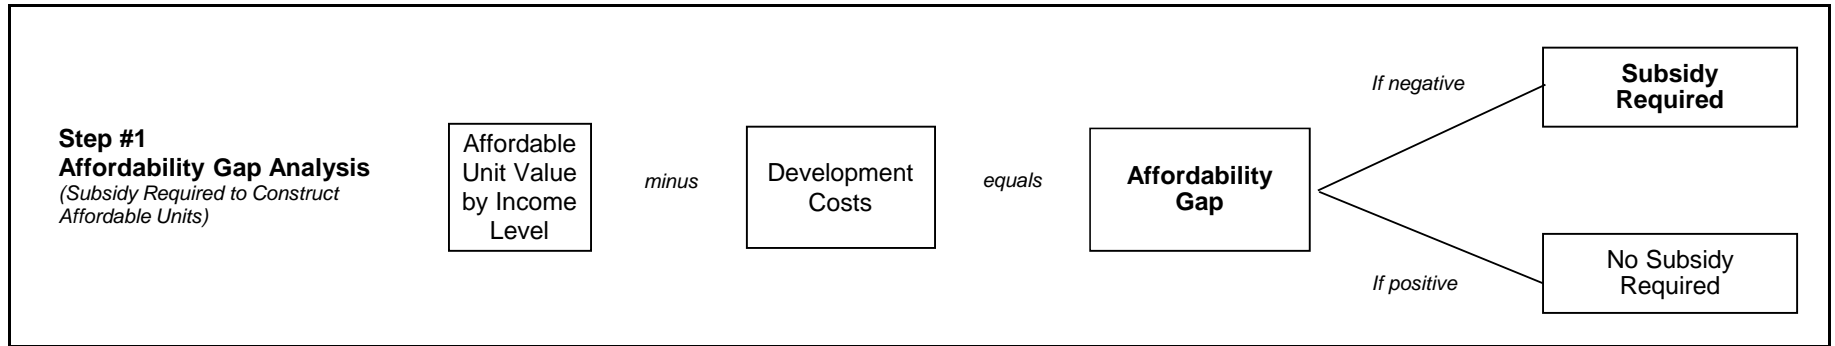 Step #1
Affordability Gap Analysis
(Subsidy Required to Construct
Affordable Units)
Affordable
Unit Value
by Income
Level
minus
Development
Costs
equals
Affordability
Gap
If negative
Subsidy
Required
If positive
No Subsidy
Required